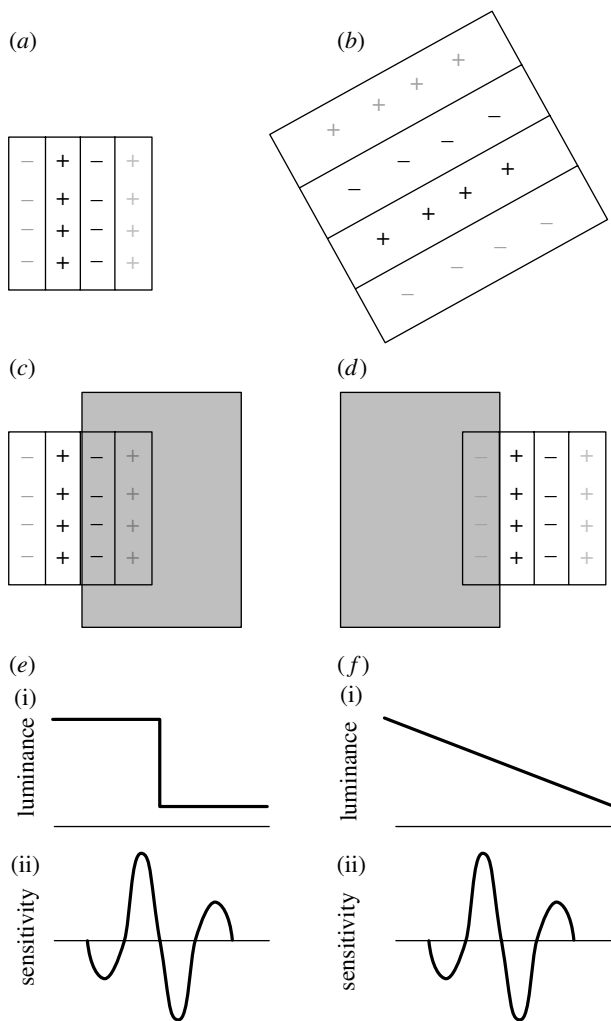 (a)
(b)
– + – +
– + – +
– + – +
– + – +
+ + + +
– – – –
+ + + +
– – – –
(c)
(d)
– + – +
– + – +
– + – +
– + – +
– + – +
– + – +
– + – +
– + – +
(e)
(i)
luminance
(ii)
sensitivity
(f)
(i)
luminance
(ii)
sensitivity